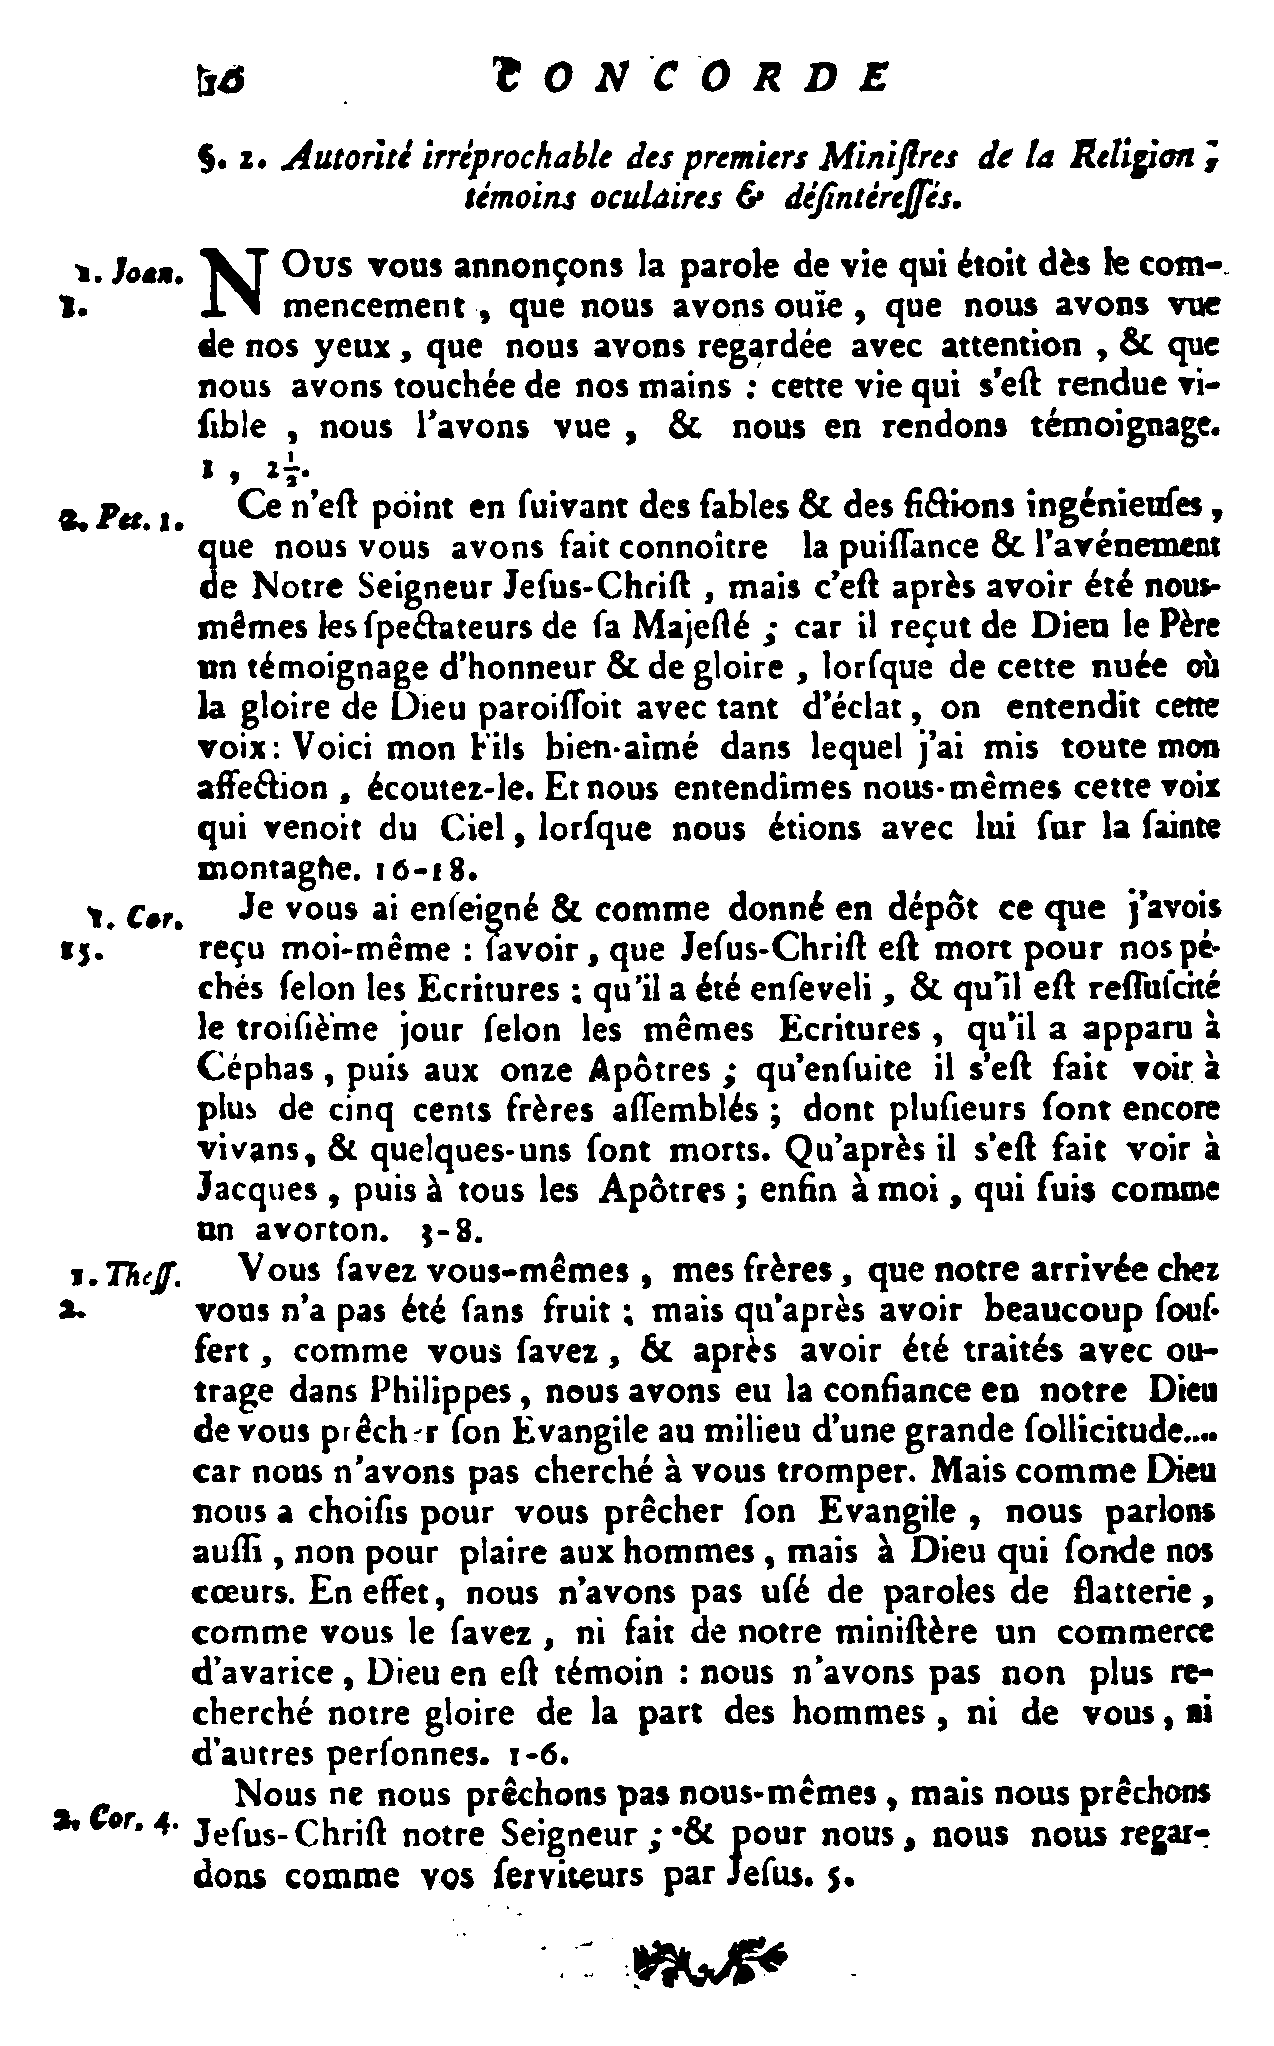 16 CONCORDE
§. 2. Autorité irréprochable des premiers Miniſtres de la Religion ;
témoins oculaires & déſintéreſſés.
1. Joan. NOus vous annonçons la parole de vie qui étoit dès le com-
1. mencement , que nous avons ouïe , que nous avons vue
de nos yeux , que nous avons regardée avec attention , & que
nous avons touchée de nos mains : cette vie qui s'eſt rendue vi-
ſible , nous l'avons vue , & nous en rendons témoignage.
1 , 2½.
2. Pet. 1. Ce n'eſt point en ſuivant des fables & des fictions ingénieuſes ,
que nous vous avons fait connoître la puiſſance & l'avénement
de Notre Seigneur Jeſus-Chriſt , mais c'eſt après avoir été nous-
mêmes les ſpectateurs de ſa Majeſté ; car il reçut de Dieu le Père
un témoignage d'honneur & de gloire , lorſque de cette nuée où
la gloire de Dieu paroiſſoit avec tant d'éclat , on entendit cette
voix : Voici mon Fils bien-aimé dans lequel j'ai mis toute mon
affection , écoutez-le. Et nous entendimes nous-mêmes cette voix
qui venoit du Ciel , lorſque nous étions avec lui ſur la ſainte
montagne. 16-18.
1. Cor. Je vous ai enſeigné & comme donné en dépôt ce que j'avois
15. reçu moi-même : ſavoir , que Jeſus-Chriſt eſt mort pour nos pé-
chés ſelon les Ecritures ; qu'il a été enſeveli , & qu'il eſt reſſuſcité
le troiſième jour ſelon les mêmes Ecritures , qu'il a apparu à
Céphas , puis aux onze Apôtres ; qu'enſuite il s'eſt fait voir à
plus de cinq cents frères aſſemblés ; dont pluſieurs ſont encore
vivans , & quelques-uns ſont morts. Qu'après il s'eſt fait voir à
Jacques , puis à tous les Apôtres ; enfin à moi , qui ſuis comme
un avorton. 3-8.
1. Theſſ. Vous ſavez vous-mêmes , mes frères , que notre arrivée chez
2. vous n'a pas été ſans fruit ; mais qu'après avoir beaucoup ſouf-
fert , comme vous ſavez , & après avoir été traités avec ou-
trage dans Philippes , nous avons eu la confiance en notre Dieu
de vous prêcher ſon Evangile au milieu d'une grande ſollicitude....
car nous n'avons pas cherché à vous tromper. Mais comme Dieu
nous a choiſis pour vous prêcher ſon Evangile , nous parlons
auſſi , non pour plaire aux hommes , mais à Dieu qui ſonde nos
cœurs. En effet , nous n'avons pas uſé de paroles de flatterie ,
comme vous le ſavez , ni fait de notre miniſtère un commerce
d'avarice , Dieu en eſt témoin : nous n'avons pas non plus re-
cherché notre gloire de la part des hommes , ni de vous , ni
d'autres perſonnes. 1-6.
Nous ne nous prêchons pas nous-mêmes , mais nous prêchons
2. Cor. 4. Jeſus-Chriſt notre Seigneur ; & pour nous , nous nous regar-
dons comme vos ſerviteurs par Jeſus. 5.